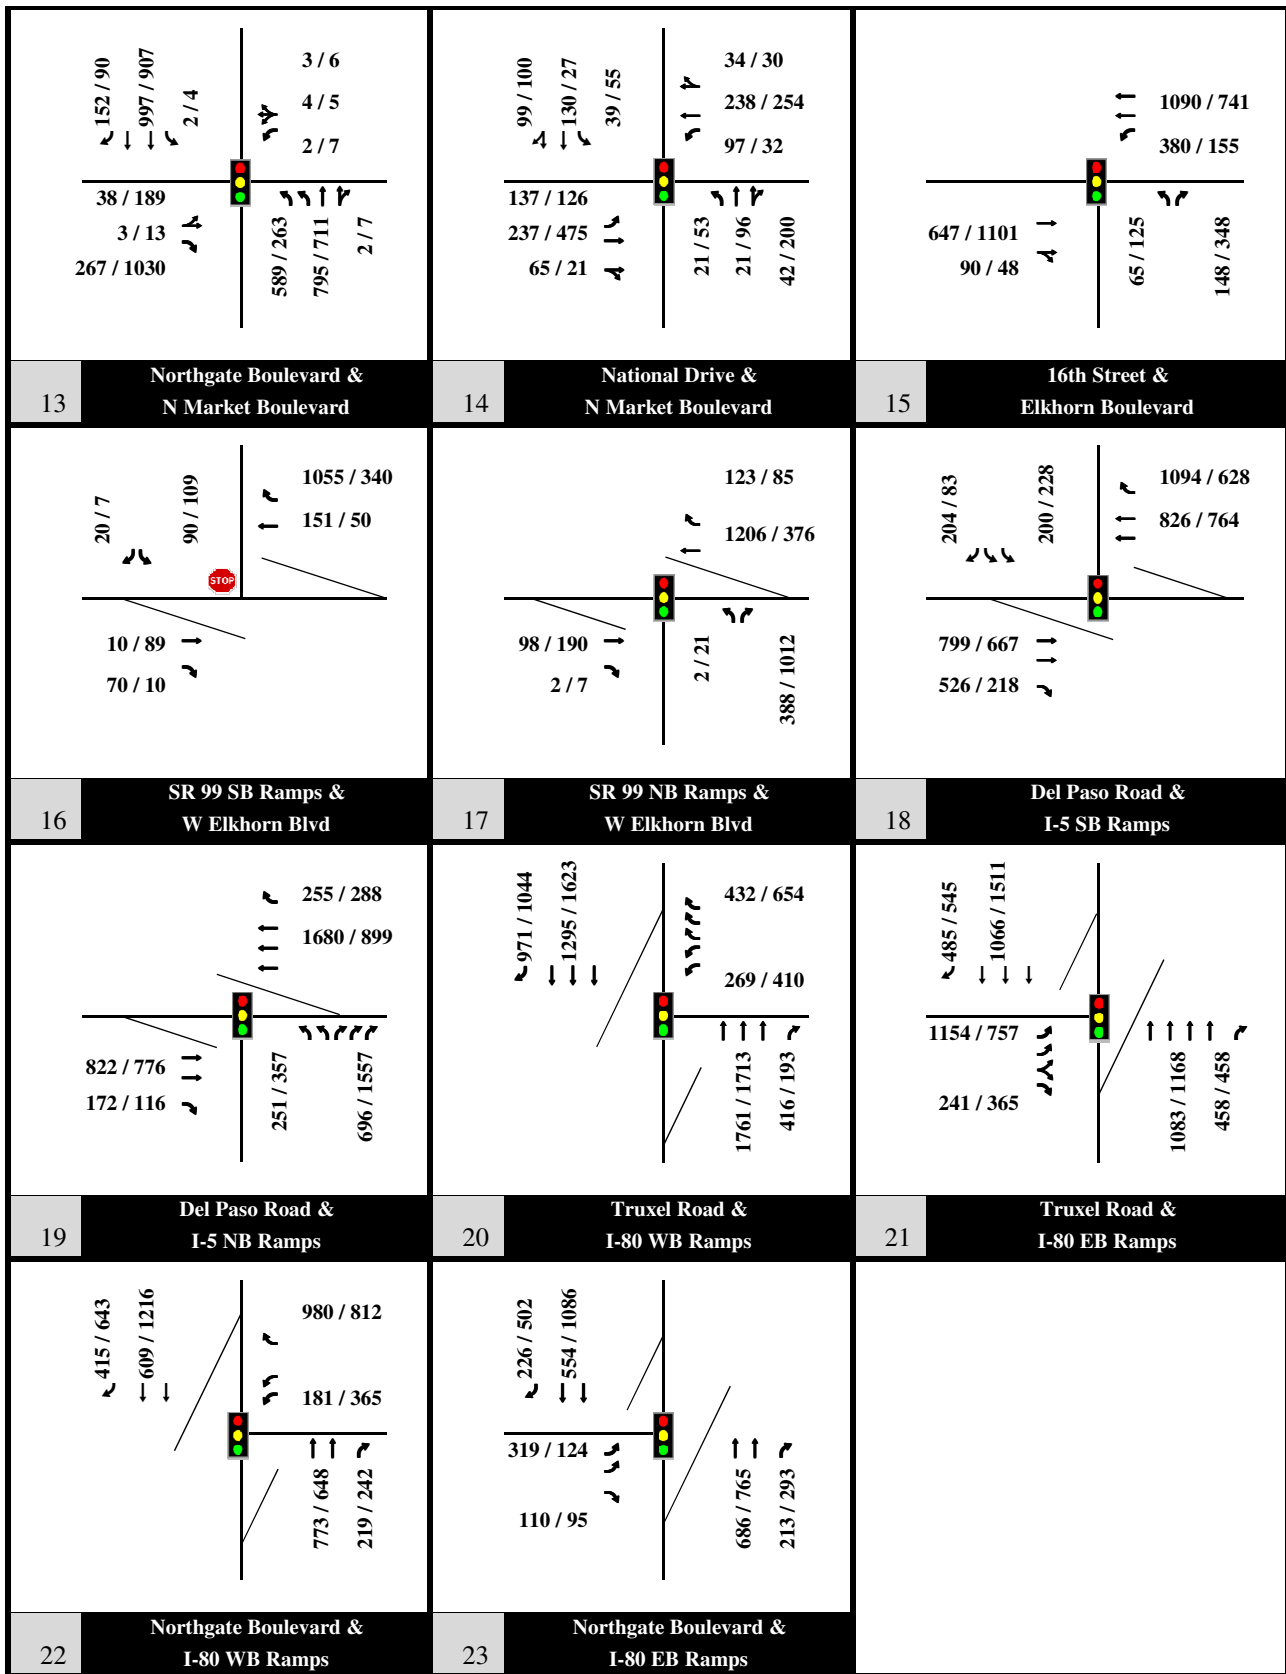 152 / 90
997 / 907
2 / 4
3 / 6
4 / 5
2 / 7
38 / 189
3 / 13
267 / 1030
589 / 263
795 / 711
2 / 7
13
Northgate Boulevard &
N Market Boulevard
99 / 100
130 / 27
39 / 55
34 / 30
238 / 254
97 / 32
137 / 126
237 / 475
65 / 21
21 / 53
21 / 96
42 / 200
14
National Drive &
N Market Boulevard
1090 / 741
380 / 155
647 / 1101
90 / 48
65 / 125
148 / 348
15
16th Street &
Elkhorn Boulevard
20 / 7
90 / 109
1055 / 340
151 / 50
STOP
10 / 89
70 / 10
16
SR 99 SB Ramps &
W Elkhorn Blvd
123 / 85
1206 / 376
98 / 190
2 / 7
2 / 21
388 / 1012
17
SR 99 NB Ramps &
W Elkhorn Blvd
204 / 83
200 / 228
1094 / 628
826 / 764
799 / 667
526 / 218
18
Del Paso Road &
I-5 SB Ramps
255 / 288
1680 / 899
822 / 776
172 / 116
251 / 357
696 / 1557
19
Del Paso Road &
I-5 NB Ramps
971 / 1044
1295 / 1623
432 / 654
269 / 410
1761 / 1713
416 / 193
20
Truxel Road &
I-80 WB Ramps
485 / 545
1066 / 1511
1154 / 757
241 / 365
1083 / 1168
458 / 458
21
Truxel Road &
I-80 EB Ramps
415 / 643
609 / 1216
980 / 812
181 / 365
773 / 648
219 / 242
22
Northgate Boulevard &
I-80 WB Ramps
226 / 502
554 / 1086
319 / 124
110 / 95
686 / 765
213 / 293
23
Northgate Boulevard &
I-80 EB Ramps